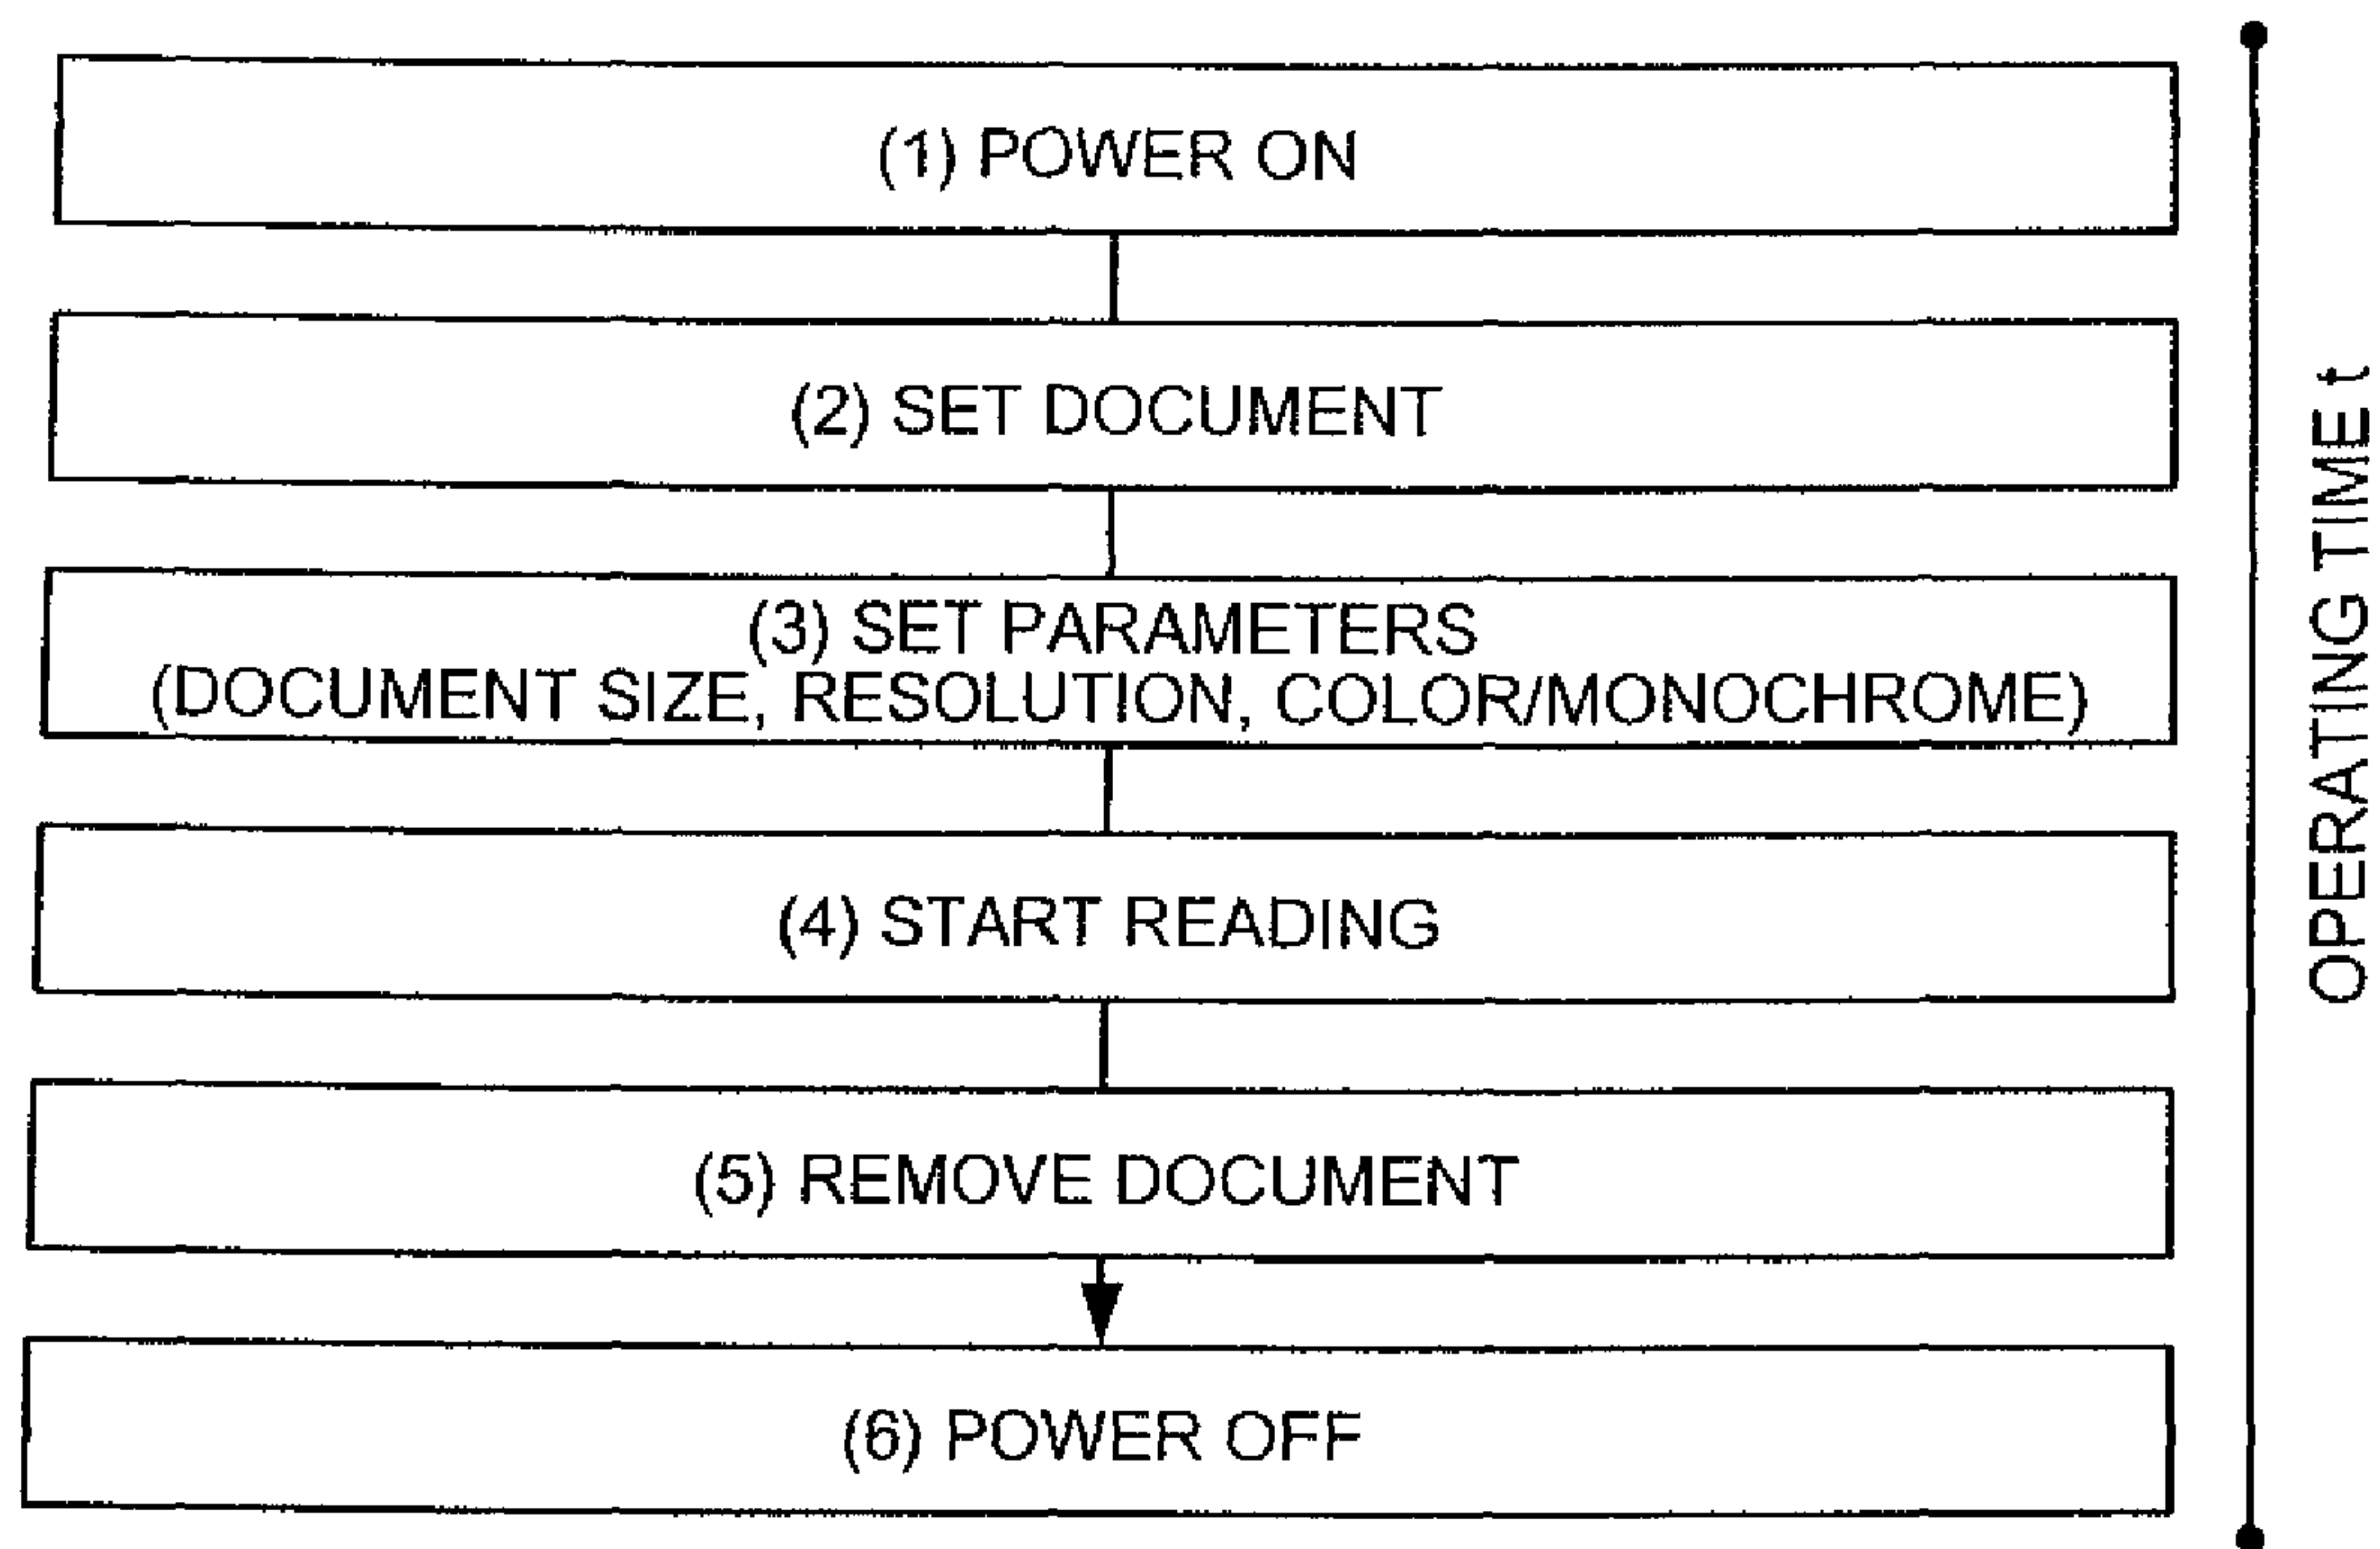 (1) POWER ON
(2) SET DOCUMENT
(3) SET PARAMETERS
(DOCUMENT SIZE, RESOLUTION, COLOR/MONOCHROME)
(4) START READING
(5) REMOVE DOCUMENT
(6) POWER OFF
OPERATING TIME t